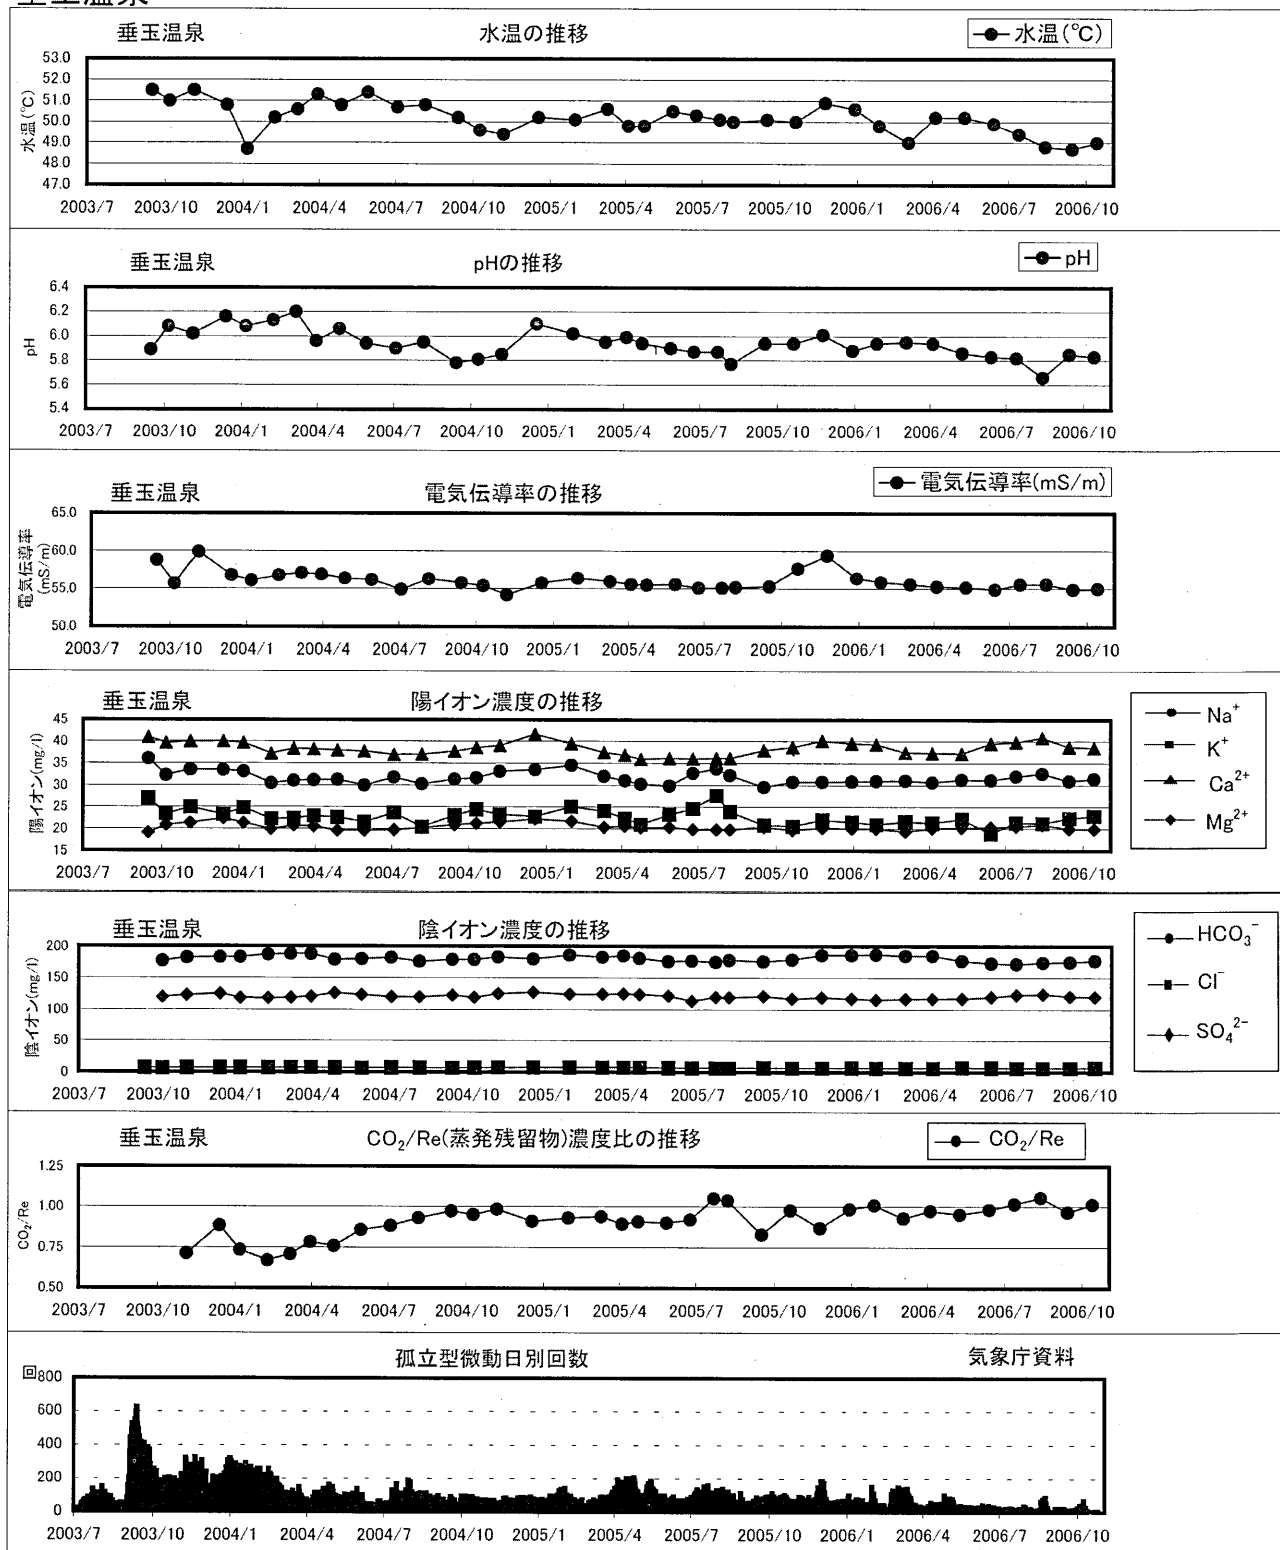 垂玉温泉
垂玉温泉 水温の推移 水温(℃)
水温(℃)
53.0
52.0
51.0
50.0
49.0
48.0
47.0
2003/7 2003/10 2004/1 2004/4 2004/7 2004/10 2005/1 2005/4 2005/7 2005/10 2006/1 2006/4 2006/7 2006/10
垂玉温泉 pHの推移 pH
pH
6.4
6.2
6.0
5.8
5.6
5.4
2003/7 2003/10 2004/1 2004/4 2004/7 2004/10 2005/1 2005/4 2005/7 2005/10 2006/1 2006/4 2006/7 2006/10
垂玉温泉 電気伝導率の推移 電気伝導率(mS/m)
電気伝導率
(mS/m)
65.0
60.0
55.0
50.0
2003/7 2003/10 2004/1 2004/4 2004/7 2004/10 2005/1 2005/4 2005/7 2005/10 2006/1 2006/4 2006/7 2006/10
垂玉温泉 陽イオン濃度の推移
陽イオン(mg/l)
45
40
35
30
25
20
15
2003/7 2003/10 2004/1 2004/4 2004/7 2004/10 2005/1 2005/4 2005/7 2005/10 2006/1 2006/4 2006/7 2006/10
Na⁺
K⁺
Ca²⁺
Mg²⁺
垂玉温泉 陰イオン濃度の推移
陰イオン(mg/l)
200
150
100
50
0
2003/7 2003/10 2004/1 2004/4 2004/7 2004/10 2005/1 2005/4 2005/7 2005/10 2006/1 2006/4 2006/7 2006/10
HCO₃⁻
Cl⁻
SO₄²⁻
垂玉温泉 CO₂/Re(蒸発残留物)濃度比の推移 CO₂/Re
CO₂/Re
1.25
1.00
0.75
0.50
2003/7 2003/10 2004/1 2004/4 2004/7 2004/10 2005/1 2005/4 2005/7 2005/10 2006/1 2006/4 2006/7 2006/10
孤立型微動日別回数 気象庁資料
回
800
600
400
200
0
2003/7 2003/10 2004/1 2004/4 2004/7 2004/10 2005/1 2005/4 2005/7 2005/10 2006/1 2006/4 2006/7 2006/10